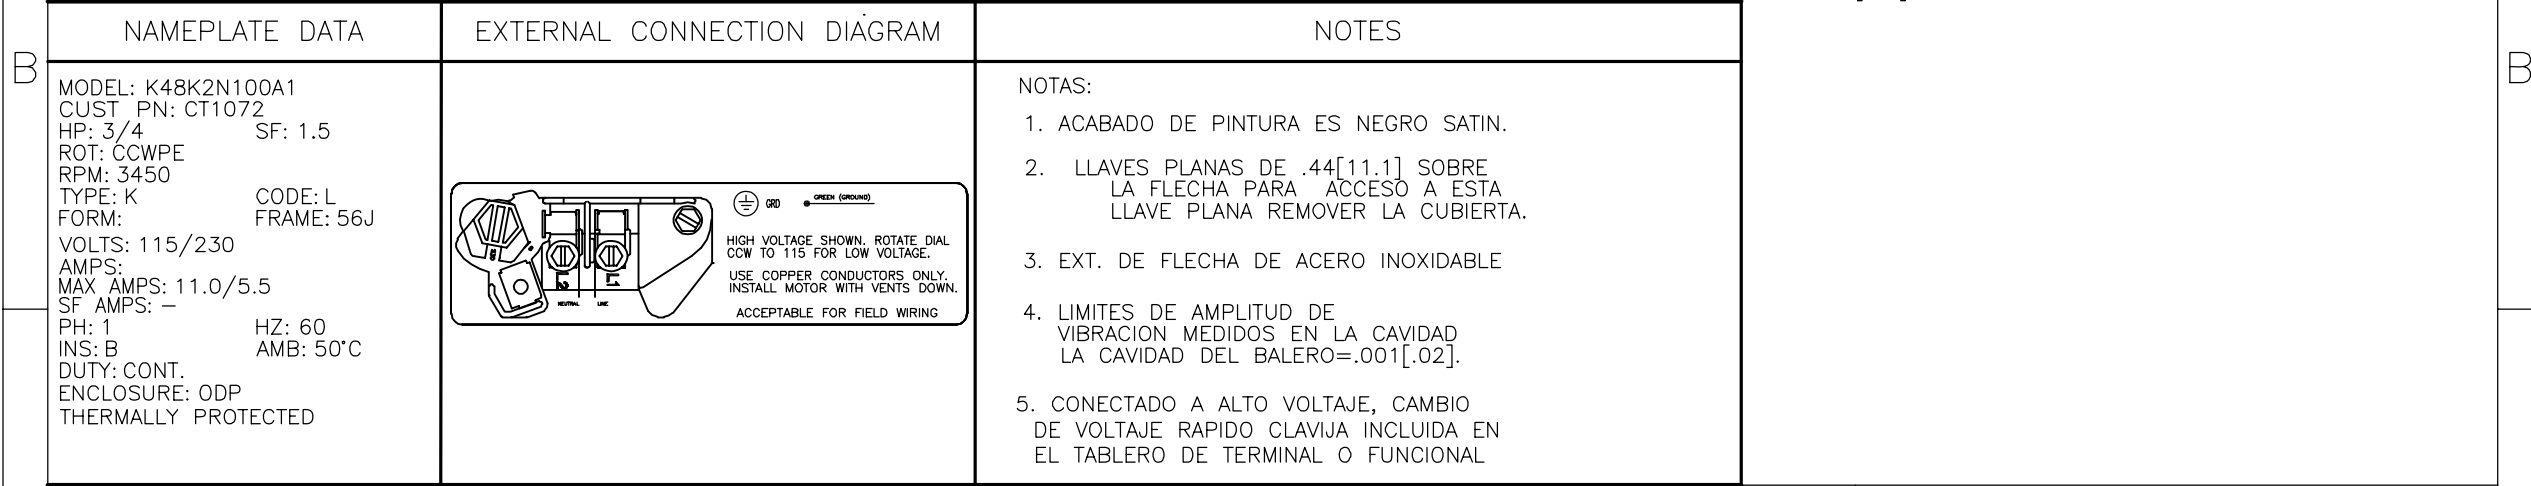 B
NAMEPLATE DATA
MODEL: K48K2N100A1
CUST PN: CT1072
HP: 3/4 SF: 1.5
ROT: CCWPE
RPM: 3450
TYPE: K CODE: L
FORM: FRAME: 56J
VOLTS: 115/230
AMPS:
MAX AMPS: 11.0/5.5
SF AMPS: –
PH: 1 HZ: 60
INS: B AMB: 50°C
DUTY: CONT.
ENCLOSURE: ODP
THERMALLY PROTECTED
EXTERNAL CONNECTION DIAGRAM
GRD
GREEN (GROUND)
HIGH VOLTAGE SHOWN. ROTATE DIAL
CCW TO 115 FOR LOW VOLTAGE.
USE COPPER CONDUCTORS ONLY.
INSTALL MOTOR WITH VENTS DOWN.
ACCEPTABLE FOR FIELD WIRING
L2
L1
NEUTRAL
LINE
NOTES
NOTAS:
1. ACABADO DE PINTURA ES NEGRO SATIN.
2. LLAVES PLANAS DE .44[11.1] SOBRE
LA FLECHA PARA ACCESO A ESTA
LLAVE PLANA REMOVER LA CUBIERTA.
3. EXT. DE FLECHA DE ACERO INOXIDABLE
4. LIMITES DE AMPLITUD DE
VIBRACION MEDIDOS EN LA CAVIDAD
LA CAVIDAD DEL BALERO=.001[.02].
5. CONECTADO A ALTO VOLTAJE, CAMBIO
DE VOLTAJE RAPIDO CLAVIJA INCLUIDA EN
EL TABLERO DE TERMINAL O FUNCIONAL
B